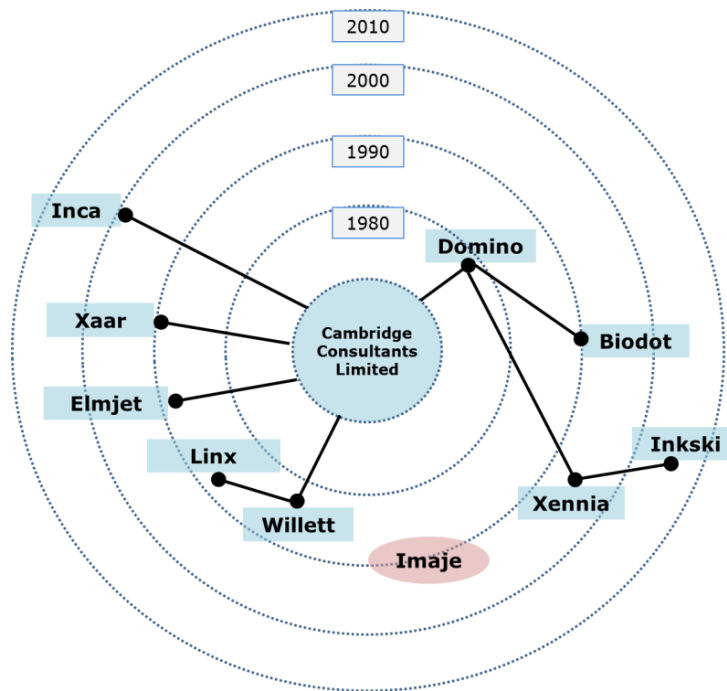 2010
2000
1990
1980
Inca
Domino
Xaar
Cambridge
Consultants
Limited
Biodot
Elmjet
Linx
Inkski
Willett
Xennia
Imaje